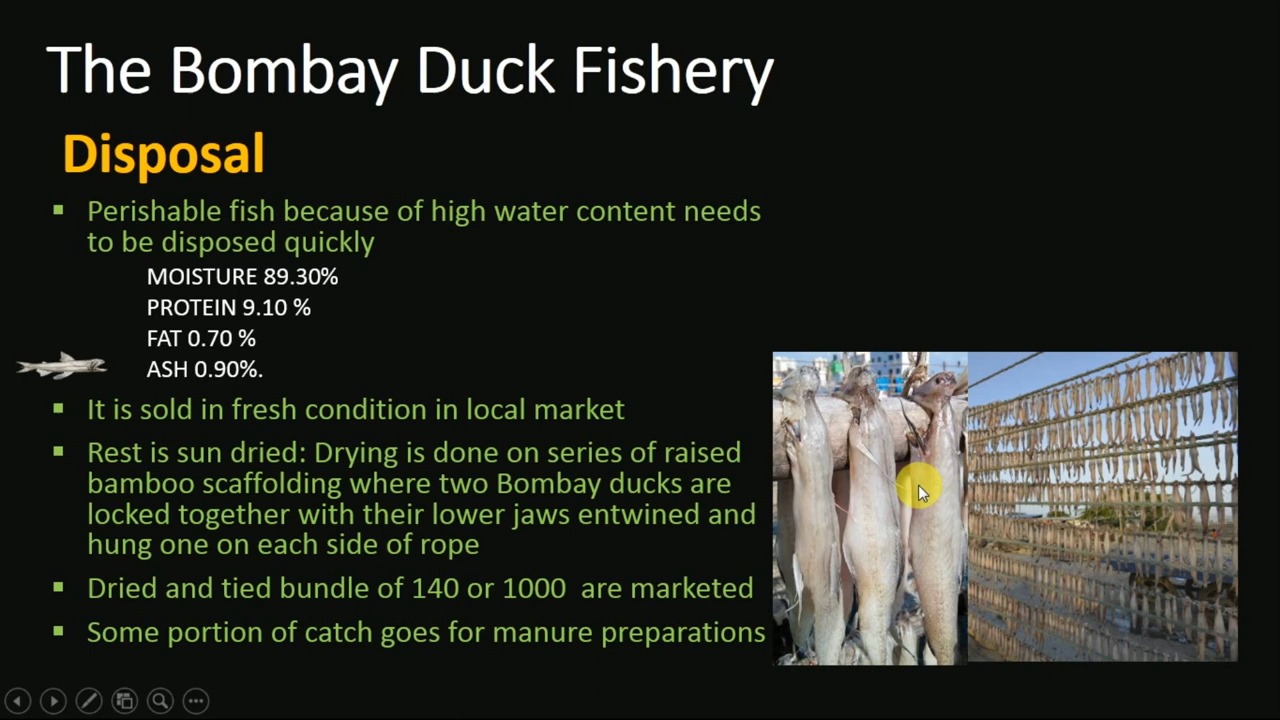 The Bombay Duck Fishery
Disposal
▪ Perishable fish because of high water content needs
to be disposed quickly
MOISTURE 89.30%
PROTEIN 9.10 %
FAT 0.70 %
ASH 0.90%.
▪ It is sold in fresh condition in local market
▪ Rest is sun dried: Drying is done on series of raised
bamboo scaffolding where two Bombay ducks are
locked together with their lower jaws entwined and
hung one on each side of rope
▪ Dried and tied bundle of 140 or 1000 are marketed
▪ Some portion of catch goes for manure preparations